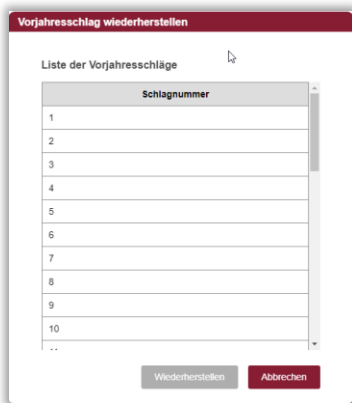 Vorjahresschlag wiederherstellen
Liste der Vorjahresschläge
Schlagnummer
1
2
3
4
5
6
7
8
9
10
Wiederherstellen
Abbrechen